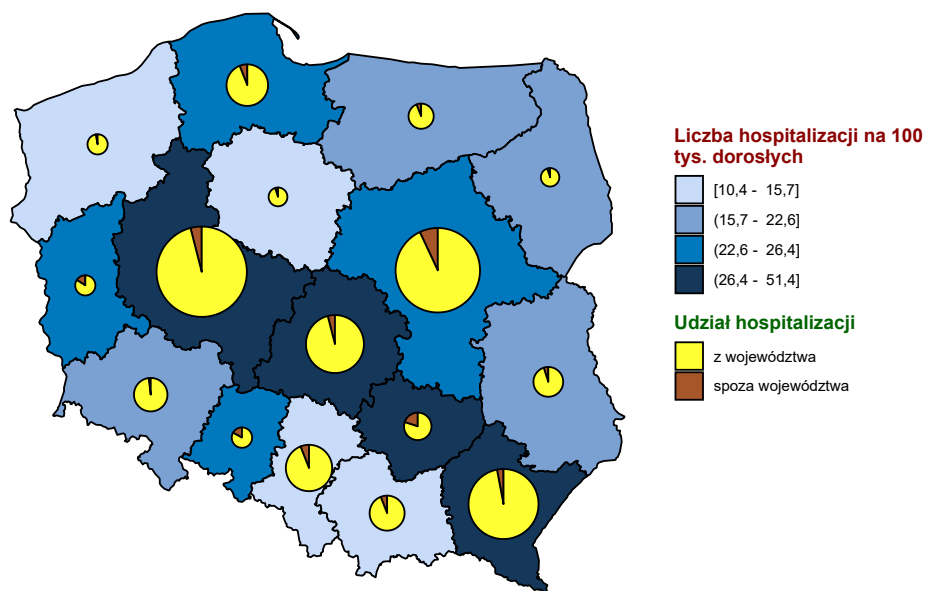 Liczba hospitalizacji na 100
tys. dorosłych
[10,4 - 15,7]
(15,7 - 22,6]
(22,6 - 26,4]
(26,4 - 51,4]
Udział hospitalizacji
z województwa
spoza województwa